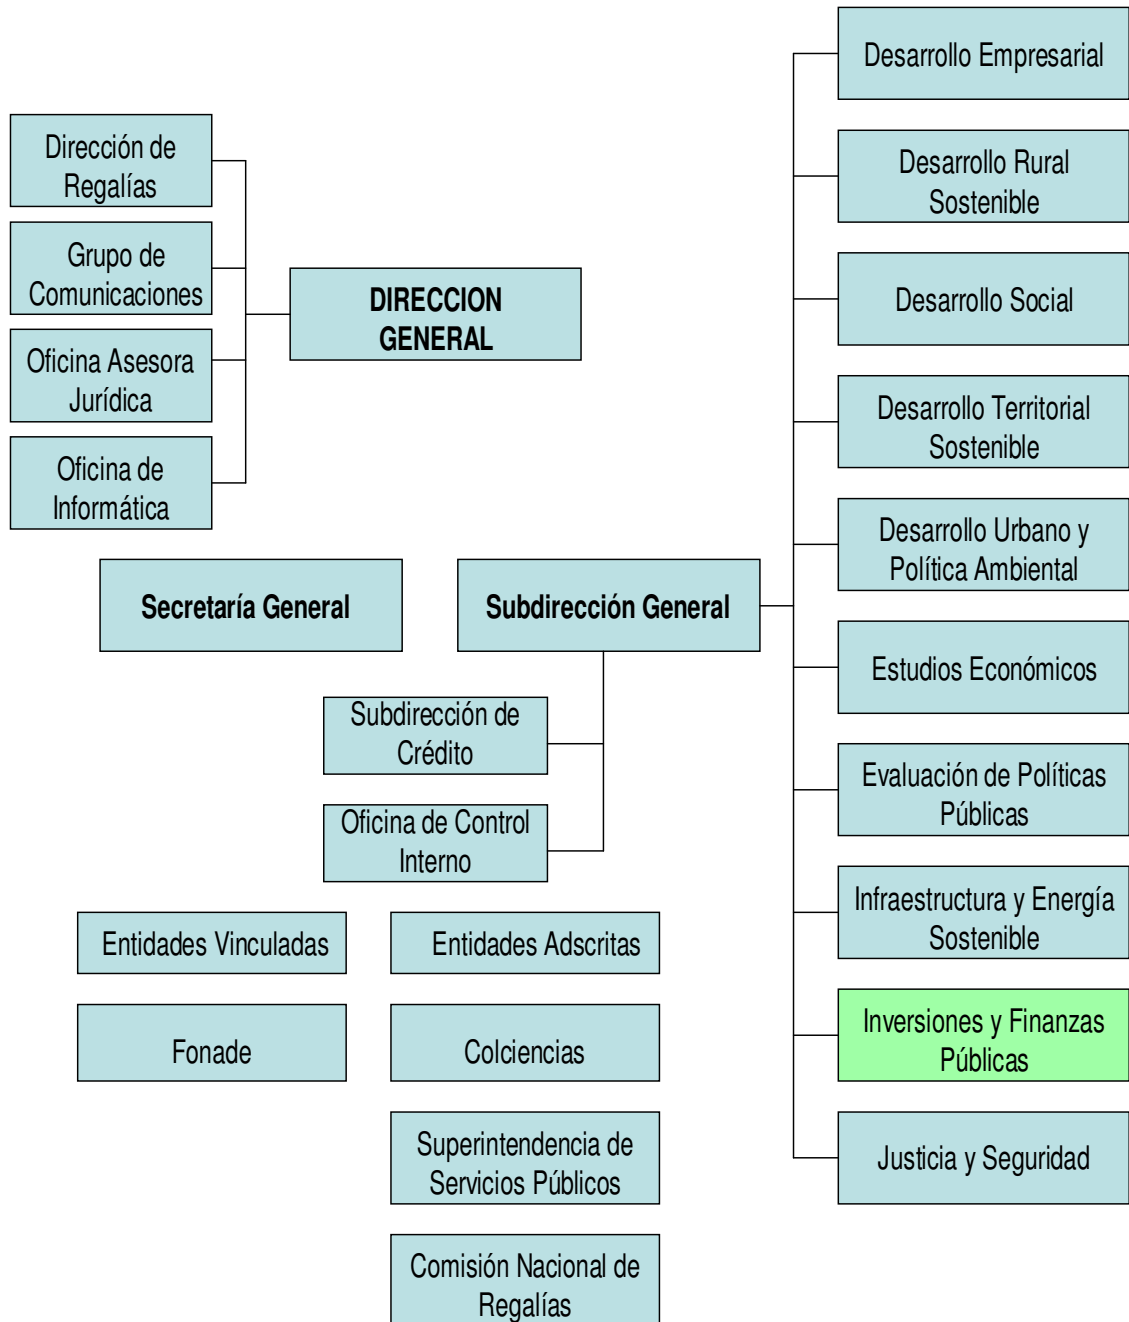 Desarrollo Empresarial
Dirección de
Regalías
Desarrollo Rural
Sostenible
Grupo de
Comunicaciones
DIRECCION
GENERAL
Desarrollo Social
Oficina Asesora
Jurídica
Desarrollo Territorial
Sostenible
Oficina de
Informática
Desarrollo Urbano y
Política Ambiental
Secretaría General
Subdirección General
Estudios Económicos
Subdirección de
Crédito
Evaluación de Políticas
Públicas
Oficina de Control
Interno
Infraestructura y Energía
Sostenible
Entidades Vinculadas
Entidades Adscritas
Inversiones y Finanzas
Públicas
Fonade
Colciencias
Superintendencia de
Servicios Públicos
Justicia y Seguridad
Comisión Nacional de
Regalías